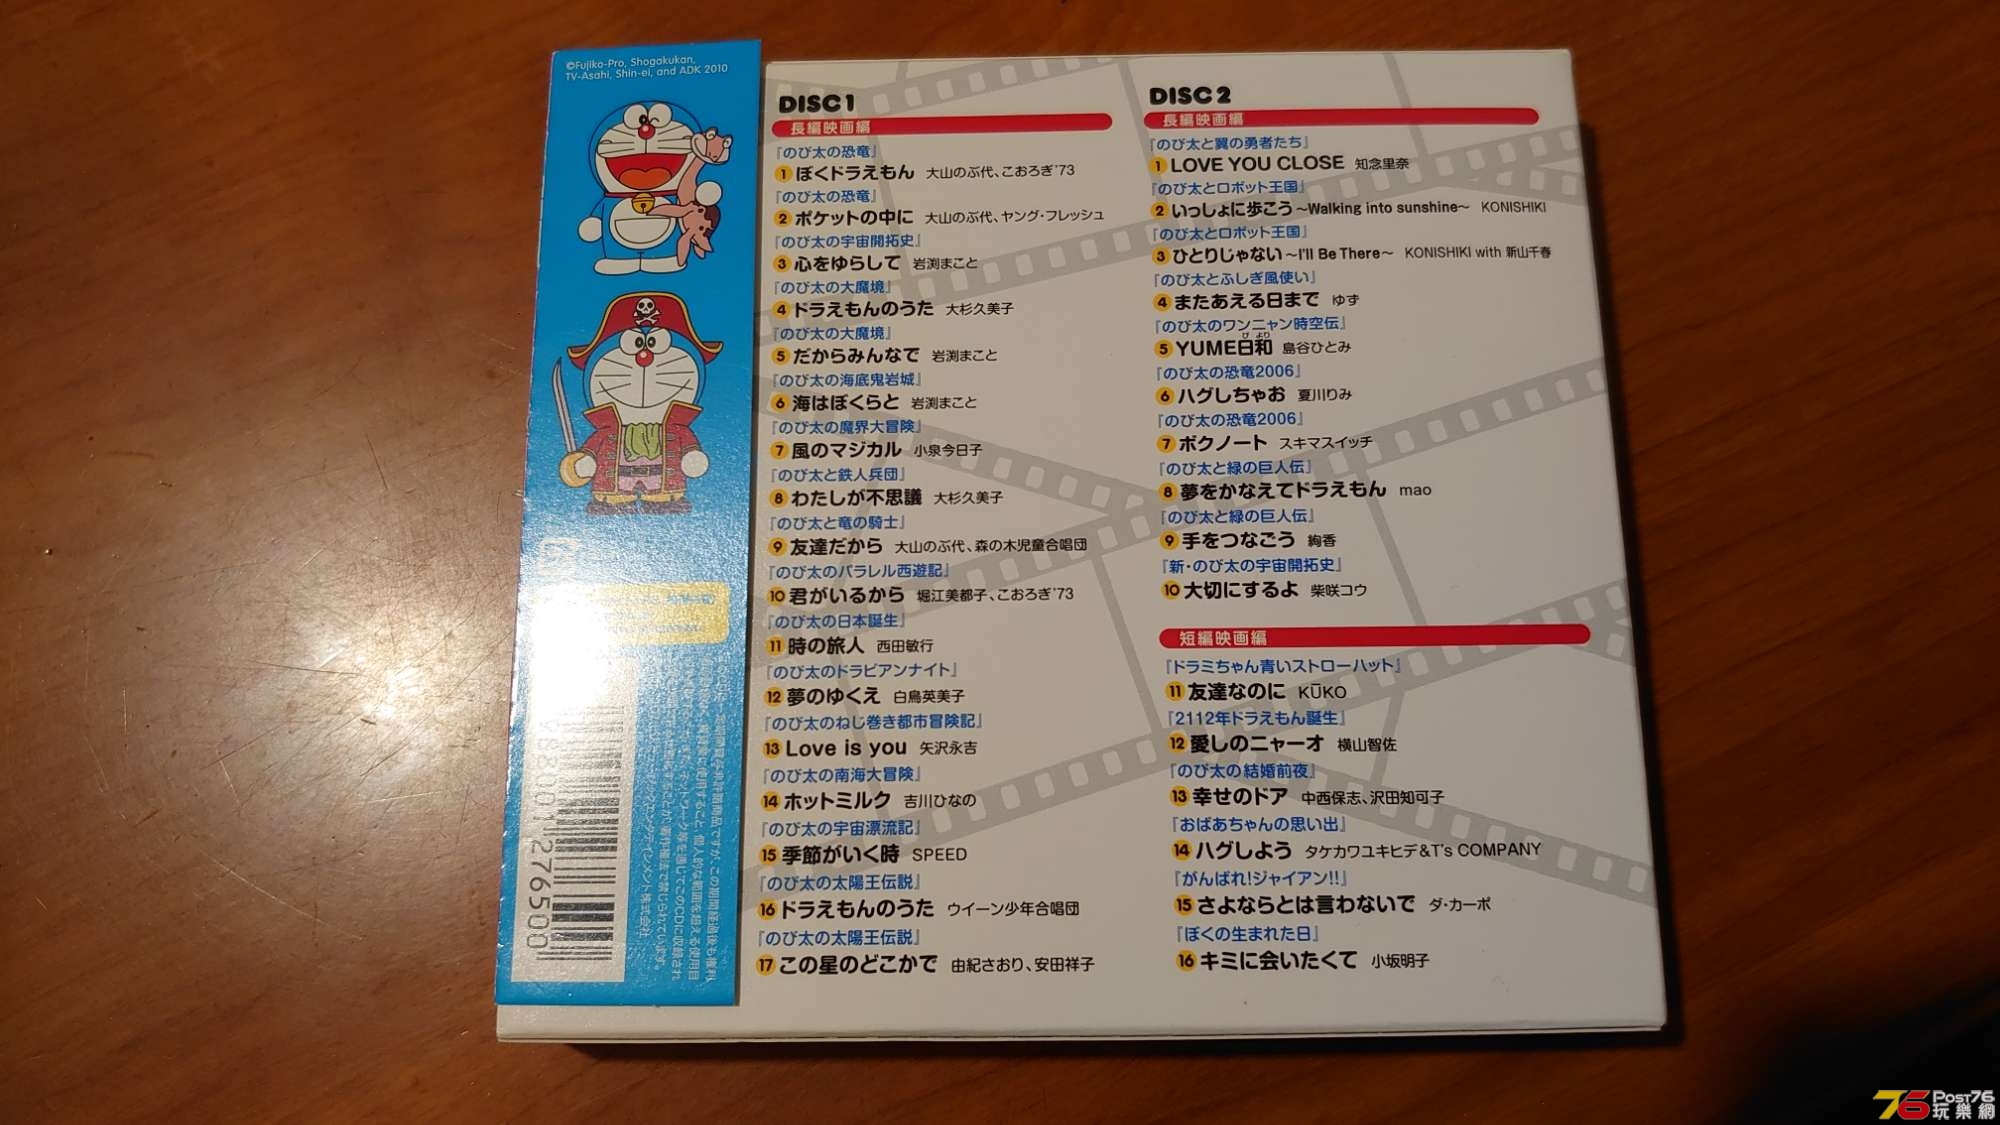 ©Fujiko-Pro, Shogakukan,
TV-Asahi, Shin-ei, and ADK 2010
DISC 1
長編映画編
『のび太の恐竜』
1 ぼくドラえもん 大山のぶ代、こおろぎ'73
『のび太の恐竜』
2 ポケットの中に 大山のぶ代、ヤング・フレッシュ
『のび太の宇宙開拓史』
3 心をゆらして 岩渕まこと
『のび太の大魔境』
4 ドラえもんのうた 大杉久美子
『のび太の大魔境』
5 だからみんなで 岩渕まこと
『のび太の海底鬼岩城』
6 海はぼくらと 岩渕まこと
『のび太の魔界大冒険』
7 風のマジカル 小泉今日子
『のび太と鉄人兵団』
8 わたしが不思議 大杉久美子
『のび太と竜の騎士』
9 友達だから 大山のぶ代、森の木児童合唱団
『のび太のパラレル西遊記』
10 君がいるから 堀江美都子、こおろぎ'73
『のび太の日本誕生』
11 時の旅人 西田敏行
『のび太のドラビアンナイト』
12 夢のゆくえ 白鳥英美子
『のび太のねじ巻き都市冒険記』
13 Love is you 矢沢永吉
『のび太の南海大冒険』
14 ホットミルク 吉川ひなの
『のび太の宇宙漂流記』
15 季節がいく時 SPEED
『のび太の太陽王伝説』
16 ドラえもんのうた ウイーン少年合唱団
『のび太の太陽王伝説』
17 この星のどこかで 由紀さおり、安田祥子
DISC 2
長編映画編
『のび太と翼の勇者たち』
1 LOVE YOU CLOSE 知念里奈
『のび太とロボット王国』
2 いっしょに歩こう〜Walking into sunshine〜 KONISHIKI
『のび太とロボット王国』
3 ひとりじゃない〜I'll Be There〜 KONISHIKI with 新山千春
『のび太とふしぎ風使い』
4 またあえる日まで ゆず
『のび太のワンニャン時空伝』
び より
5 YUME日和 島谷ひとみ
『のび太の恐竜2006』
6 ハグしちゃお 夏川りみ
『のび太の恐竜2006』
7 ボクノート スキマスイッチ
『のび太と緑の巨人伝』
8 夢をかなえてドラえもん mao
『のび太と緑の巨人伝』
9 手をつなごう 絢香
『新・のび太の宇宙開拓史』
10 大切にするよ 柴咲コウ
短編映画編
『ドラミちゃん青いストローハット』
11 友達なのに KŪKO
『2112年ドラえもん誕生』
12 愛しのニャーオ 横山智佐
『のび太の結婚前夜』
13 幸せのドア 中西保志、沢田知可子
『おばあちゃんの思い出』
14 ハグしよう タケカワユキヒデ&T's COMPANY
『がんばれ!ジャイアン!!』
15 さよならとは言わないで ダ・カーポ
『ぼくの生まれた日』
16 キミに会いたくて 小坂明子
76 Post76
玩樂網